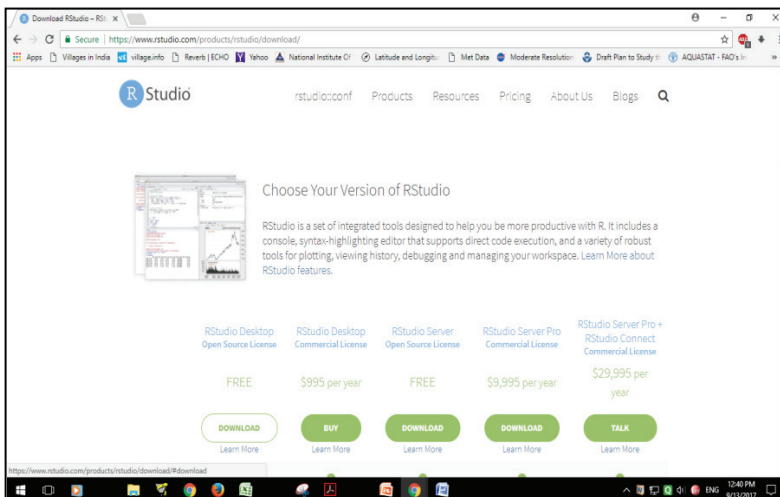 Download RStudio – RSt
Secure | https://www.rstudio.com/products/rstudio/download/
Apps Villages in India village.info Reverb | ECHO Yahoo National Institute Of Latitude and Longitu Met Data Moderate Resolution Draft Plan to Study th AQUASTAT - FAO's In »
R Studio
rstudio::conf Products Resources Pricing About Us Blogs
Choose Your Version of RStudio
RStudio is a set of integrated tools designed to help you be more productive with R. It includes a
console, syntax-highlighting editor that supports direct code execution, and a variety of robust
tools for plotting, viewing history, debugging and managing your workspace. Learn More about
RStudio features.
RStudio Desktop RStudio Desktop RStudio Server RStudio Server Pro RStudio Server Pro +
RStudio Connect
Open Source License Commercial License Open Source License Commercial License Commercial License
FREE $995 per year FREE $9,995 per year $29,995 per
year
DOWNLOAD BUY DOWNLOAD DOWNLOAD TALK
Learn More Learn More Learn More Learn More Learn More
https://www.rstudio.com/products/rstudio/download/#download
ENG 12:40 PM
9/13/2017